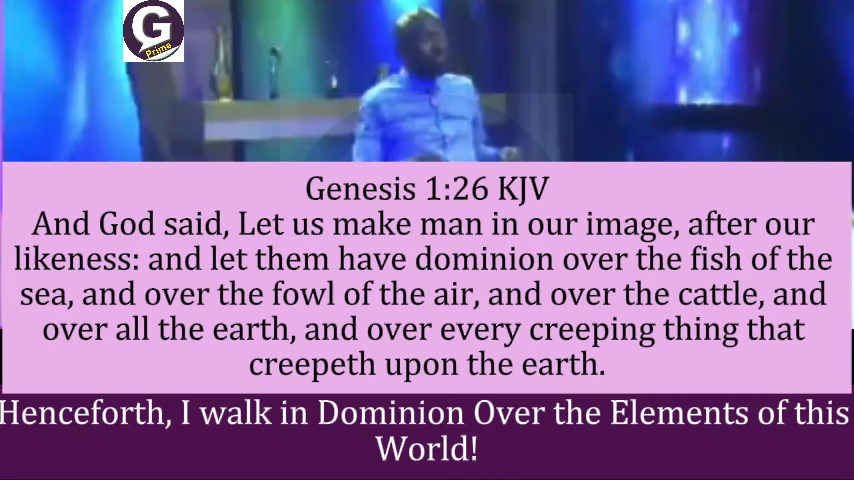 G
Prime
Genesis 1:26 KJV
And God said, Let us make man in our image, after our
likeness: and let them have dominion over the fish of the
sea, and over the fowl of the air, and over the cattle, and
over all the earth, and over every creeping thing that
creepeth upon the earth.
Henceforth, I walk in Dominion Over the Elements of this
World!